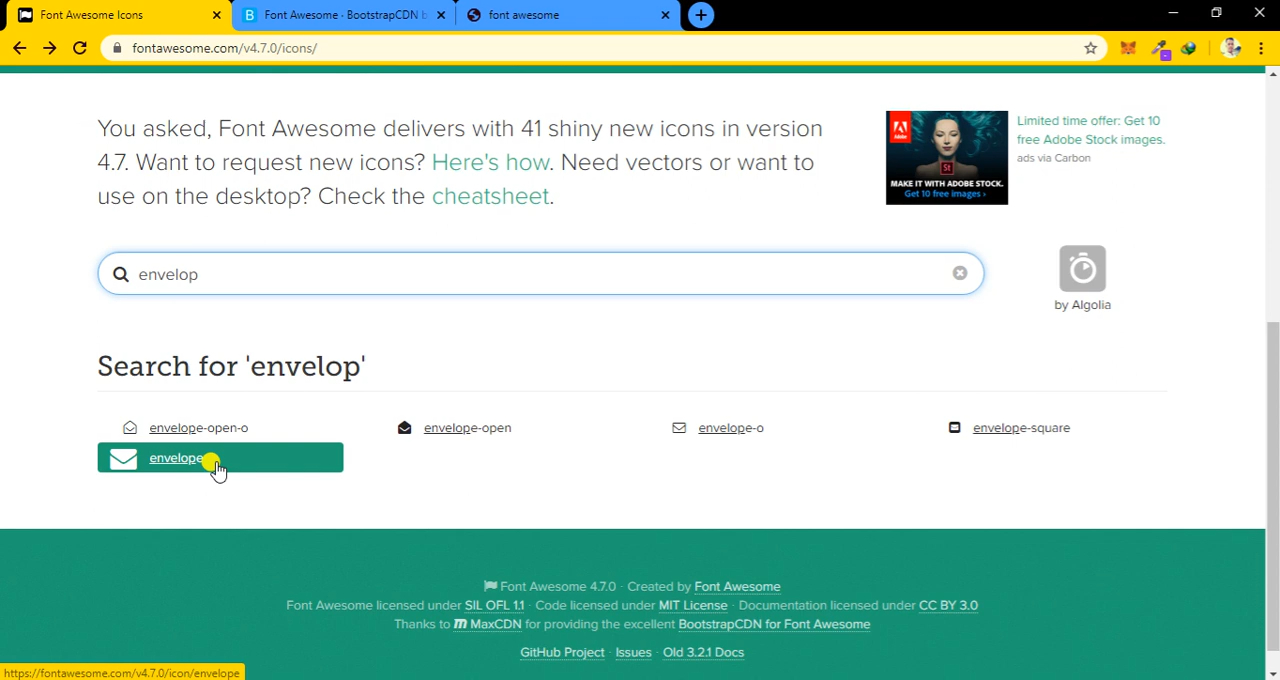 Font Awesome Icons
Font Awesome · BootstrapCDN b
font awesome
fontawesome.com/v4.7.0/icons/
You asked, Font Awesome delivers with 41 shiny new icons in version
4.7. Want to request new icons? Here's how. Need vectors or want to
use on the desktop? Check the cheatsheet.
MAKE IT WITH ADOBE STOCK.
Get 10 free images ›
Limited time offer: Get 10
free Adobe Stock images.
ads via Carbon
envelop
by Algolia
Search for 'envelop'
envelope-open-o
envelope-open
envelope-o
envelope-square
envelope
Font Awesome 4.7.0 · Created by Font Awesome
Font Awesome licensed under SIL OFL 1.1 · Code licensed under MIT License · Documentation licensed under CC BY 3.0
Thanks to MaxCDN for providing the excellent BootstrapCDN for Font Awesome
GitHub Project · Issues · Old 3.2.1 Docs
https://fontawesome.com/v4.7.0/icon/envelope